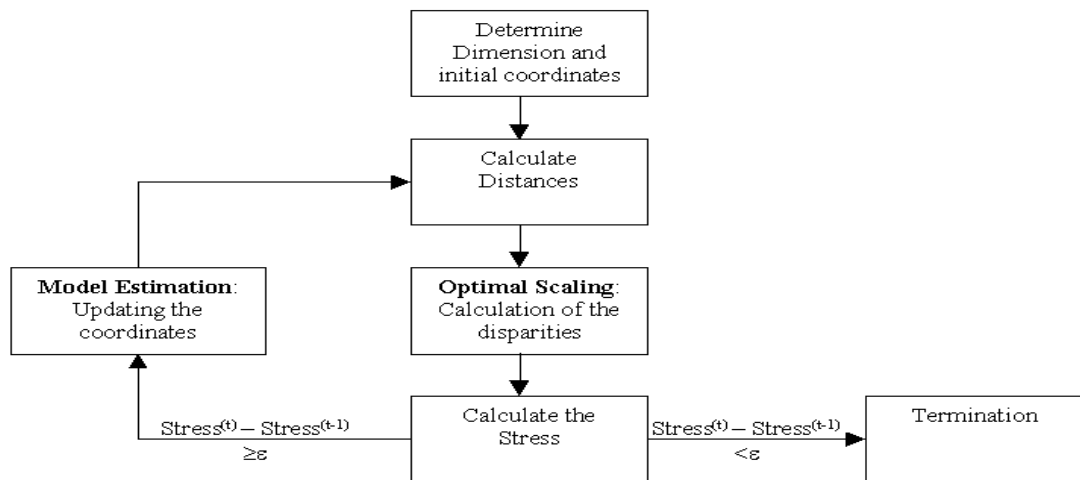 Determine
Dimension and
initial coordinates
Calculate
Distances
Model Estimation:
Updating the
coordinates
Optimal Scaling:
Calculation of the
disparities
Stress(t) – Stress(t-1)
≥ε
Calculate the
Stress
Stress(t) – Stress(t-1)
<ε
Termination